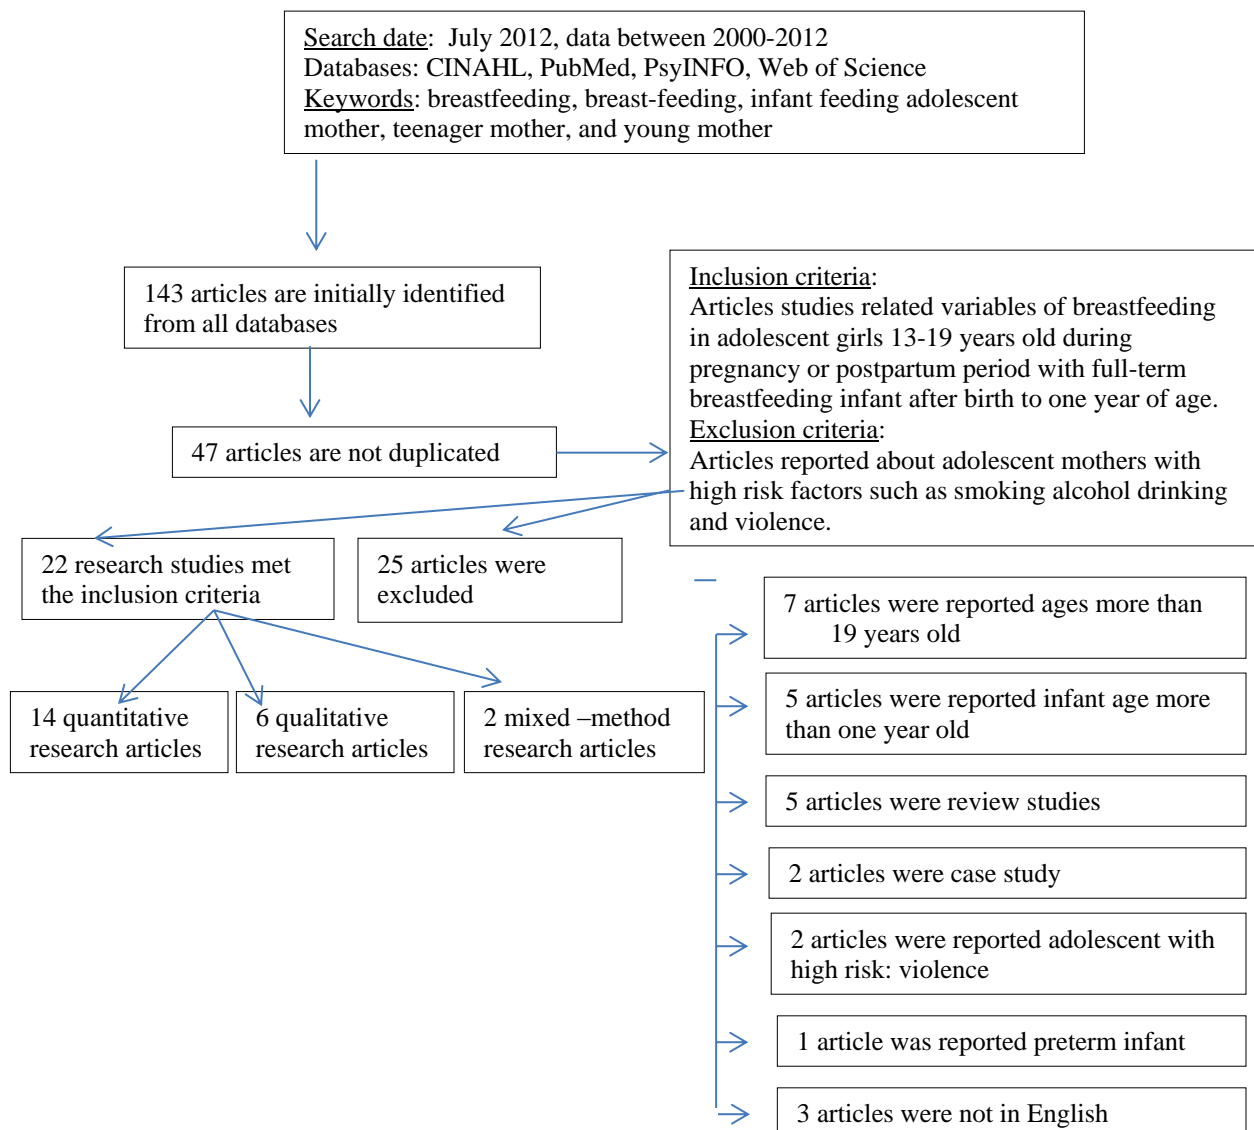 Search date:  July 2012, data between 2000-2012
Databases: CINAHL, PubMed, PsyINFO, Web of Science
Keywords: breastfeeding, breast-feeding, infant feeding adolescent
mother, teenager mother, and young mother
143 articles are initially identified
from all databases
47 articles are not duplicated
Inclusion criteria:
Articles studies related variables of breastfeeding
in adolescent girls 13-19 years old during
pregnancy or postpartum period with full-term
breastfeeding infant after birth to one year of age.
Exclusion criteria:
Articles reported about adolescent mothers with
high risk factors such as smoking alcohol drinking
and violence.
22 research studies met
the inclusion criteria
25 articles were
excluded
14 quantitative
research articles
6 qualitative
research articles
2 mixed –method
research articles
7 articles were reported ages more than
19 years old
5 articles were reported infant age more
than one year old
5 articles were review studies
2 articles were case study
2 articles were reported adolescent with
high risk: violence
1 article was reported preterm infant
3 articles were not in English